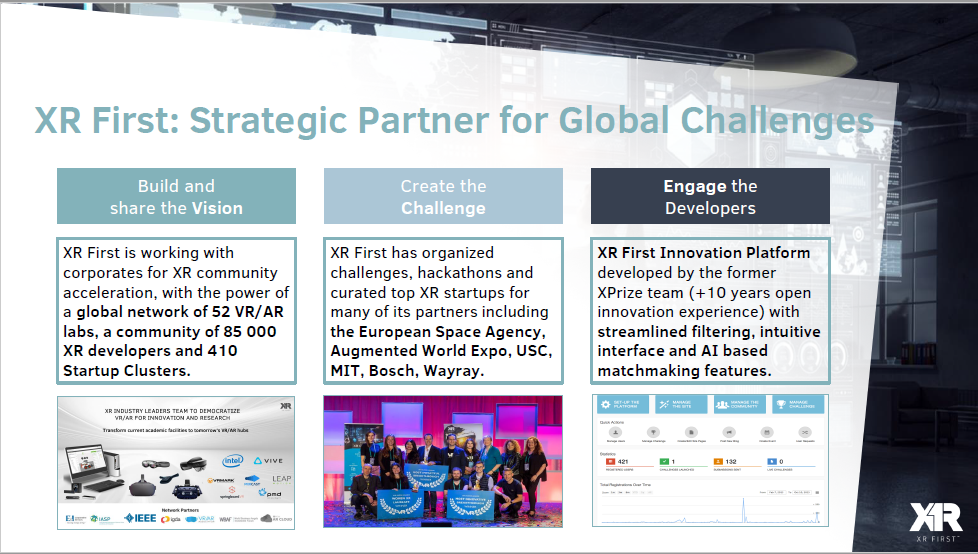 XR First: Strategic Partner for Global Challenges
Build and
share the Vision
XR First is working with
corporates for XR community
acceleration, with the power of
a global network of 52 VR/AR
labs, a community of 85 000
XR developers and 410
Startup Clusters.
XR INDUSTRY LEADERS TEAM TO DEMOCRATIZE
VR/AR FOR INNOVATION AND RESEARCH
Transform current academic facilities to tomorrow's VR/AR hubs
intel
VIVE
VRMARK
LEAP
pmd
Network Partners
IASP
IEEE
Create the
Challenge
XR First has organized
challenges, hackathons and
curated top XR startups for
many of its partners including
the European Space Agency,
Augmented World Expo, USC,
MIT, Bosch, Wayray.
Engage the
Developers
XR First Innovation Platform
developed by the former
XPrize team (+10 years open
innovation experience) with
streamlined filtering, intuitive
interface and AI based
matchmaking features.
SET UP THE
PLATFORM
MANAGE
THE SITE
MANAGE THE
COMMUNITY
MANAGE
CHALLENGE
Quick Actions
Statistics
421
1
132
0
Total Registrations Over Time
XR
XR FIRST